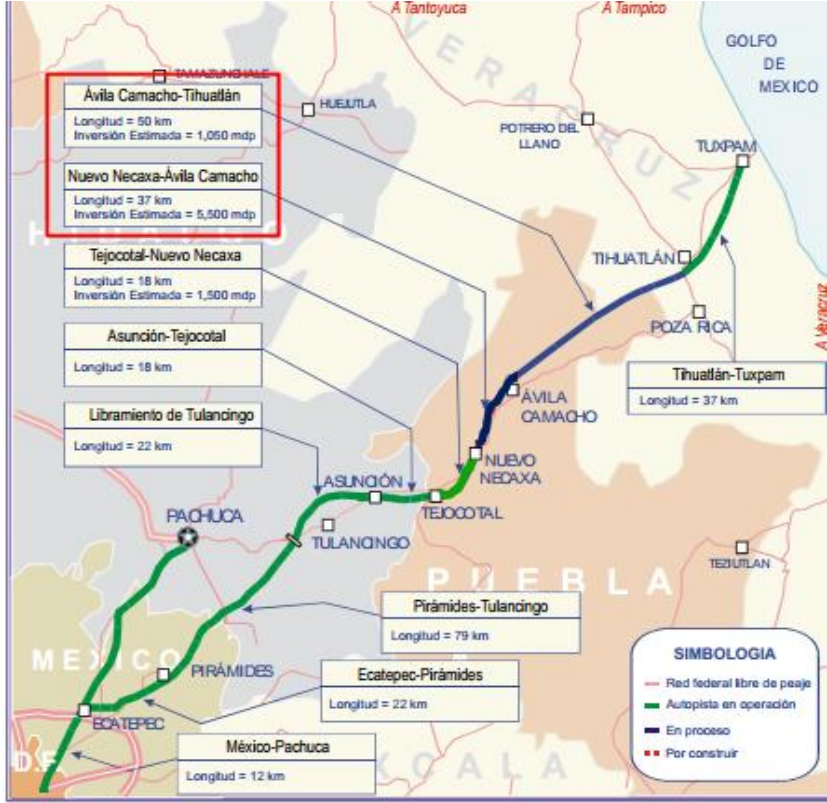 A Tantoyuca
A Tampico
GOLFO
DE
MEXICO
VERACRUZ
TAMAZUNCHALE
HUEJUTLA
POTRERO DEL
LLANO
TUXPAM
Ávila Camacho-Tihuatlán
Longitud = 50 km
Inversión Estimada = 1,050 mdp
Nuevo Necaxa-Ávila Camacho
Longitud = 37 km
Inversión Estimada = 5,500 mdp
HIDALGO
Tejocotal-Nuevo Necaxa
Longitud = 18 km
Inversión Estimada = 1,500 mdp
TIHUATLÁN
POZA RICA
A Veracruz
Asunción-Tejocotal
Longitud = 18 km
Tihuatlán-Tuxpam
Longitud = 37 km
ÁVILA
CAMACHO
Libramiento de Tulancingo
Longitud = 22 km
NUEVO
NECAXA
ASUNCIÓN
TEJOCOTAL
PACHUCA
TULANCINGO
TEZIUTLAN
PUEBLA
Pirámides-Tulancingo
Longitud = 79 km
MEXICO
PIRÁMIDES
Ecatepec-Pirámides
Longitud = 22 km
ECATEPEC
México-Pachuca
Longitud = 12 km
D.F.
XCALA
SIMBOLOGIA
Red federal libre de peaje
Autopista en operación
En proceso
Por construir